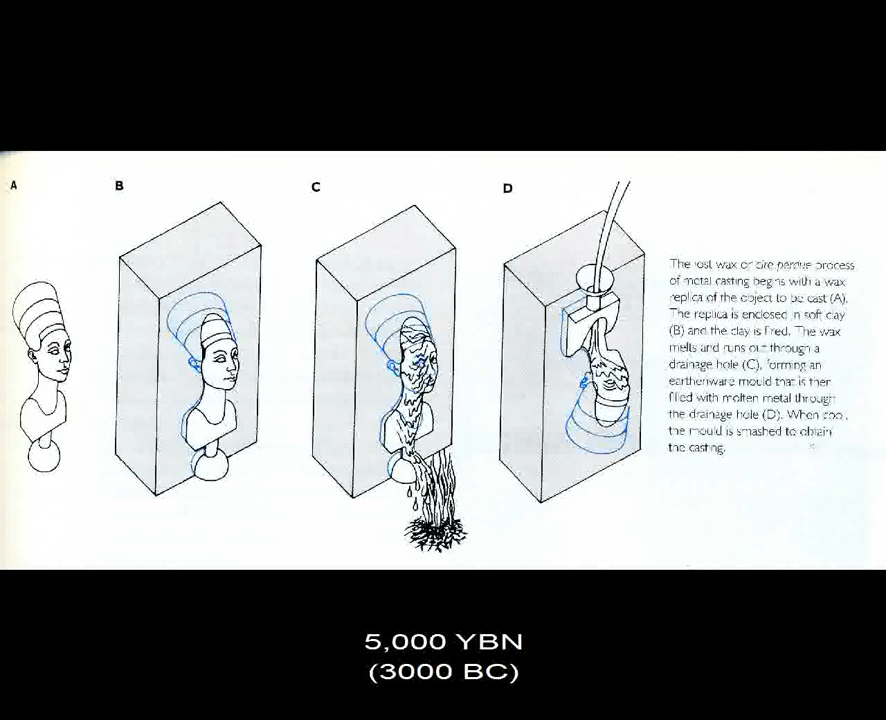 A
B
C
D
The lost wax or cire perdue process
of metal casting begins with a wax
replica of the object to be cast (A).
The replica is enclosed in soft clay
(B) and the clay is fired. The wax
melts and runs out through a
drainage hole (C), forming an
earthenware mould that is then
filled with molten metal through
the drainage hole (D). When cool,
the mould is smashed to obtain
the casting.
5,000 YBN
(3000 BC)